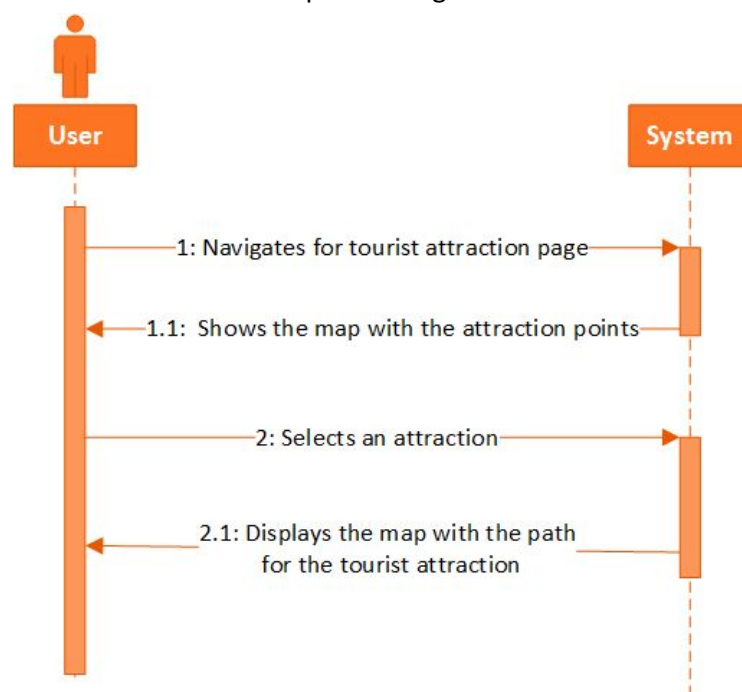 User
System
1: Navigates for tourist attraction page
1.1: Shows the map with the attraction points
2: Selects an attraction
2.1: Displays the map with the path
for the tourist attraction